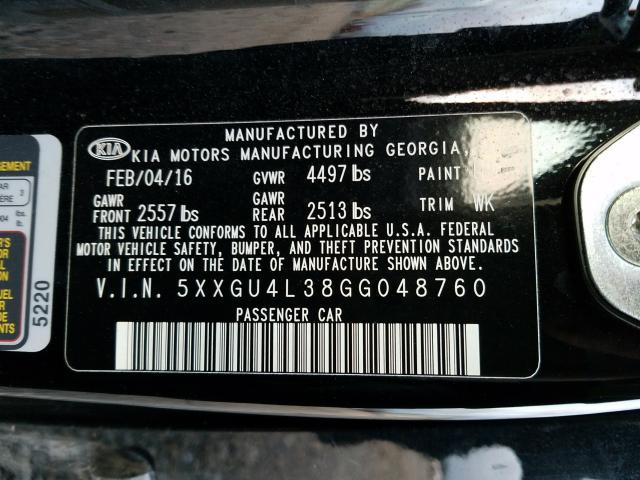 MANUFACTURED BY
KIA KIA MOTORS MANUFACTURING GEORGIA,
FEB/04/16 GVWR 4497 lbs PAINT
GAWR FRONT 2557 lbs GAWR REAR 2513 lbs TRIM WK
THIS VEHICLE CONFORMS TO ALL APPLICABLE U.S.A. FEDERAL
MOTOR VEHICLE SAFETY, BUMPER, AND THEFT PREVENTION STANDARDS
IN EFFECT ON THE DATE OF MANUFACTURE SHOWN ABOVE.
V.I.N. 5XXGU4L38GG048760
PASSENGER CAR
5220